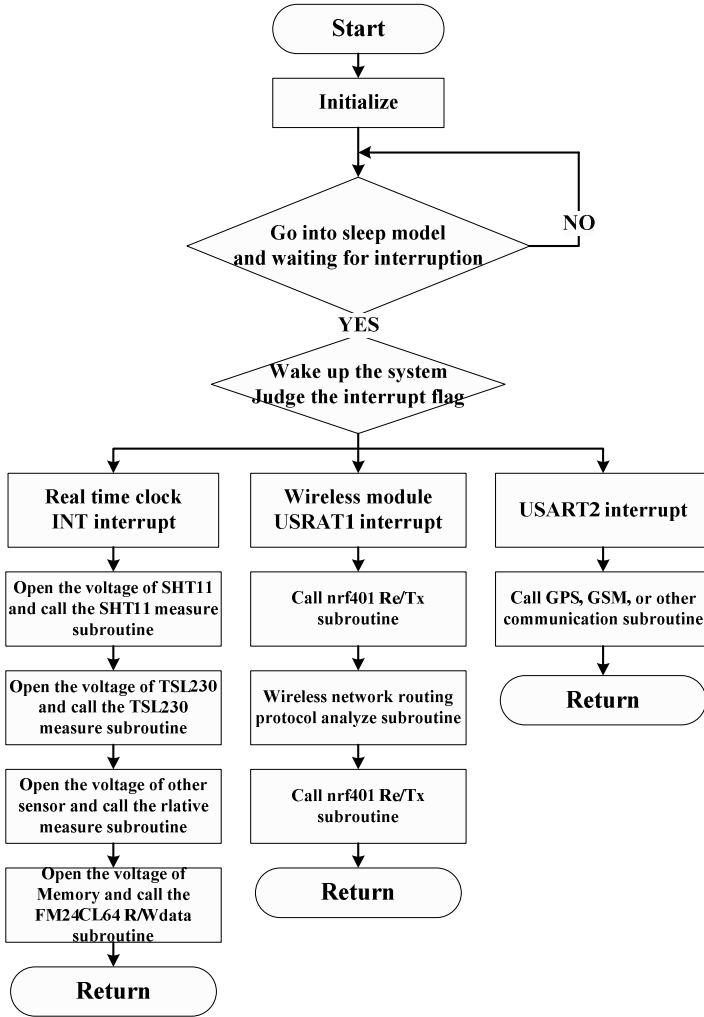 Start
Initialize
Go into sleep model
and waiting for interruption
NO
YES
Wake up the system
Judge the interrupt flag
Real time clock
INT interrupt
Open the voltage of SHT11
and call the SHT11 measure
subroutine
Open the voltage of TSL230
and call the TSL230
measure subroutine
Open the voltage of other
sensor and call the rlative
measure subroutine
Open the voltage of
Memory and call the
FM24CL64 R/Wdata
subroutine
Return
Wireless module
USRAT1 interrupt
Call nrf401 Re/Tx
subroutine
Wireless network routing
protocol analyze subroutine
Call nrf401 Re/Tx
subroutine
Return
USART2 interrupt
Call GPS, GSM, or other
communication subroutine
Return